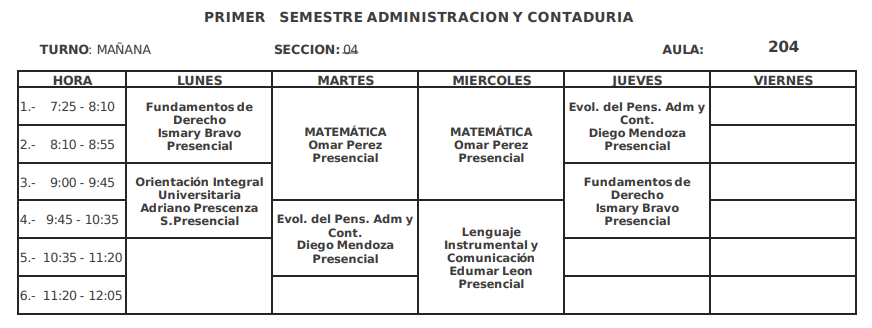 PRIMER SEMESTRE ADMINISTRACION Y CONTADURIA
TURNO: MAÑANA SECCION: 04 AULA: 204
HORA LUNES MARTES MIERCOLES JUEVES VIERNES
1.- 7:25 - 8:10
2.- 8:10 - 8:55
3.- 9:00 - 9:45
4.- 9:45 - 10:35
5.- 10:35 - 11:20
6.- 11:20 - 12:05
Fundamentos de
Derecho
Ismary Bravo
Presencial
Orientación Integral
Universitaria
Adriano Prescenza
S.Presencial
MATEMÁTICA
Omar Perez
Presencial
Evol. del Pens. Adm y
Cont.
Diego Mendoza
Presencial
MATEMÁTICA
Omar Perez
Presencial
Lenguaje
Instrumental y
Comunicación
Edumar Leon
Presencial
Evol. del Pens. Adm y
Cont.
Diego Mendoza
Presencial
Fundamentos de
Derecho
Ismary Bravo
Presencial